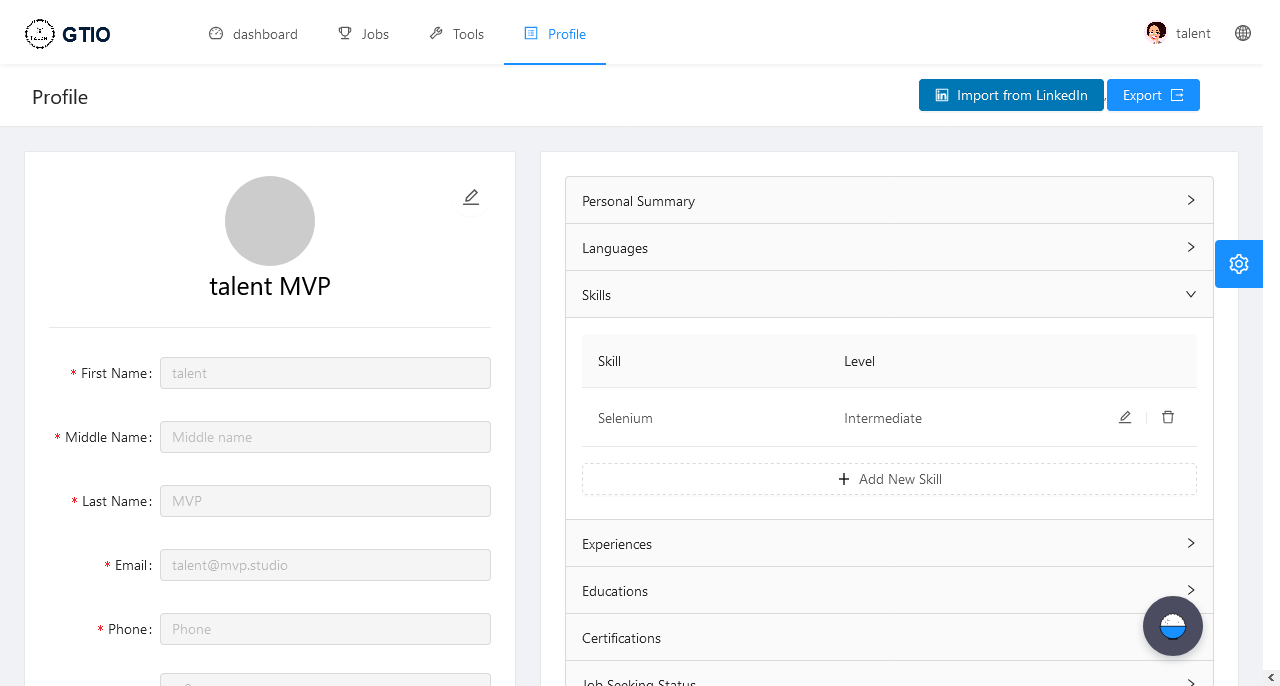 GTIO
dashboard
Jobs
Tools
Profile
talent
Profile
Import from LinkedIn
Export
talent MVP
* First Name:
talent
* Middle Name:
Middle name
* Last Name:
MVP
* Email:
talent@mvp.studio
* Phone:
Phone
Personal Summary
Languages
Skills
Skill Level
Selenium Intermediate
Add New Skill
Experiences
Educations
Certifications
Job Seeking Status